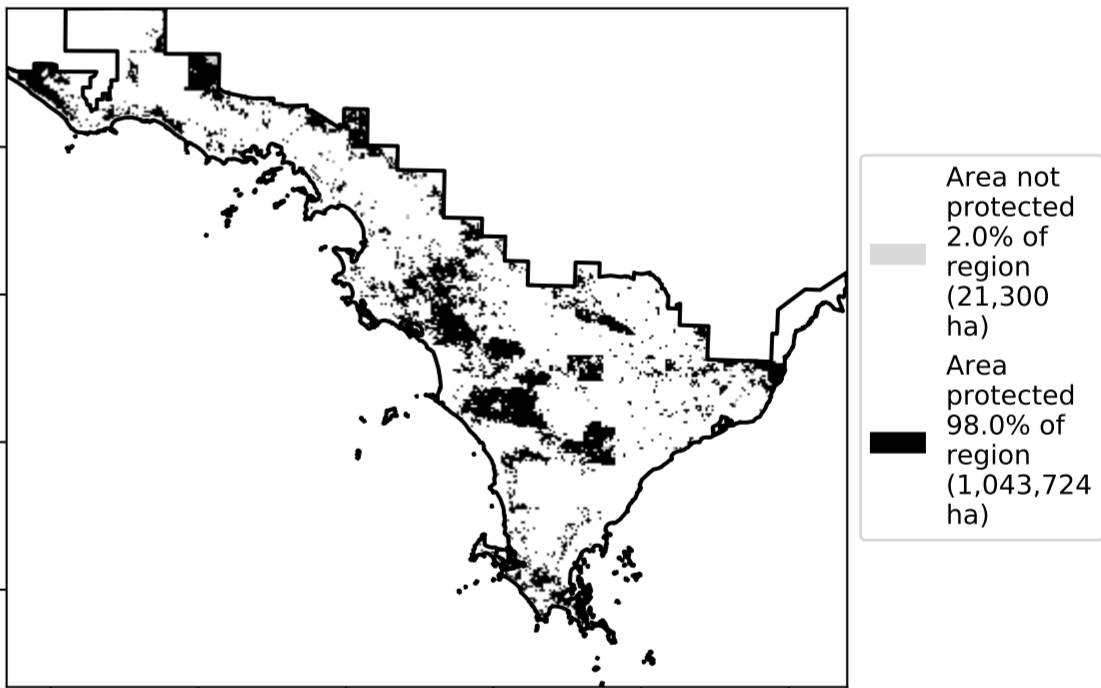 Area not
protected
2.0% of
region
(21,300
ha)
Area
protected
98.0% of
region
(1,043,724
ha)